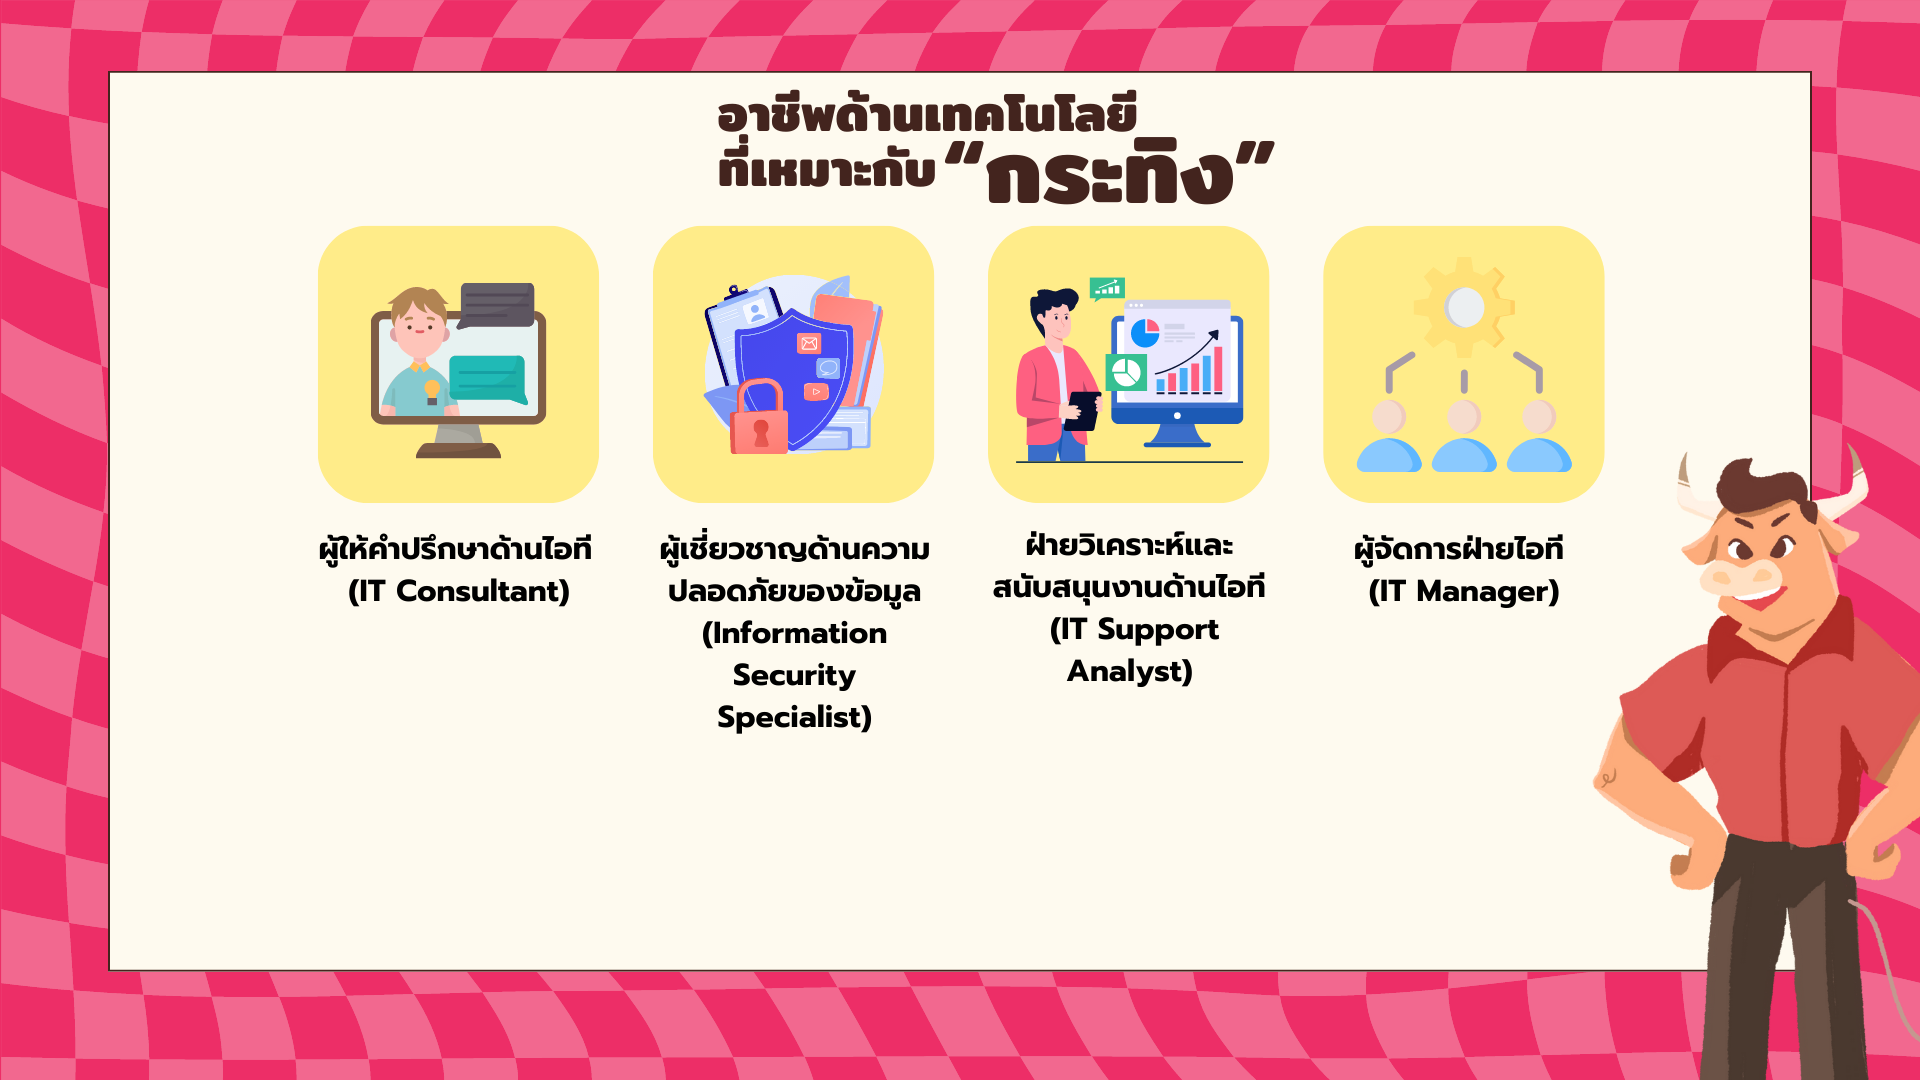 อาชีพด้านเทคโนโลยี
ที่เหมาะกับ “กระทิง”
ผู้ให้คำปรึกษาด้านไอที
(IT Consultant)
ผู้เชี่ยวชาญด้านความ
ปลอดภัยของข้อมูล
(Information
Security
Specialist)
ฝ่ายวิเคราะห์และ
สนับสนุนงานด้านไอที
(IT Support
Analyst)
ผู้จัดการฝ่ายไอที
(IT Manager)